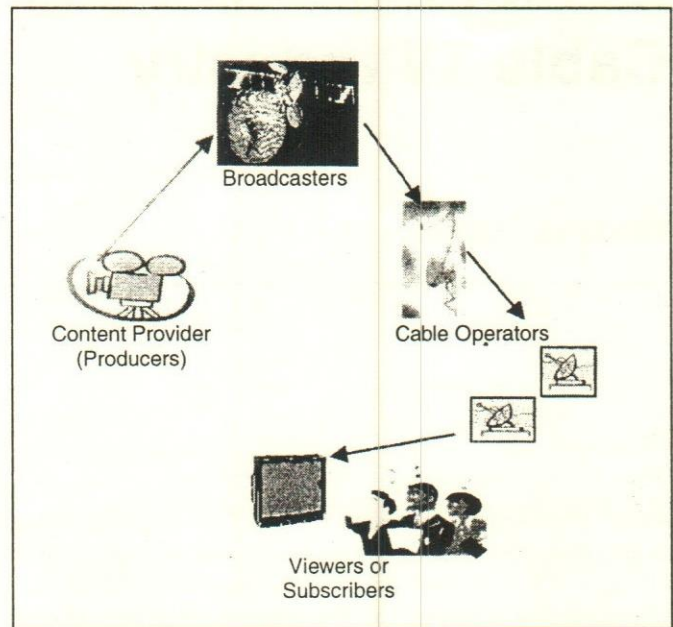 Broadcasters
Content Provider
(Producers)
Cable Operators
Viewers or
Subscribers